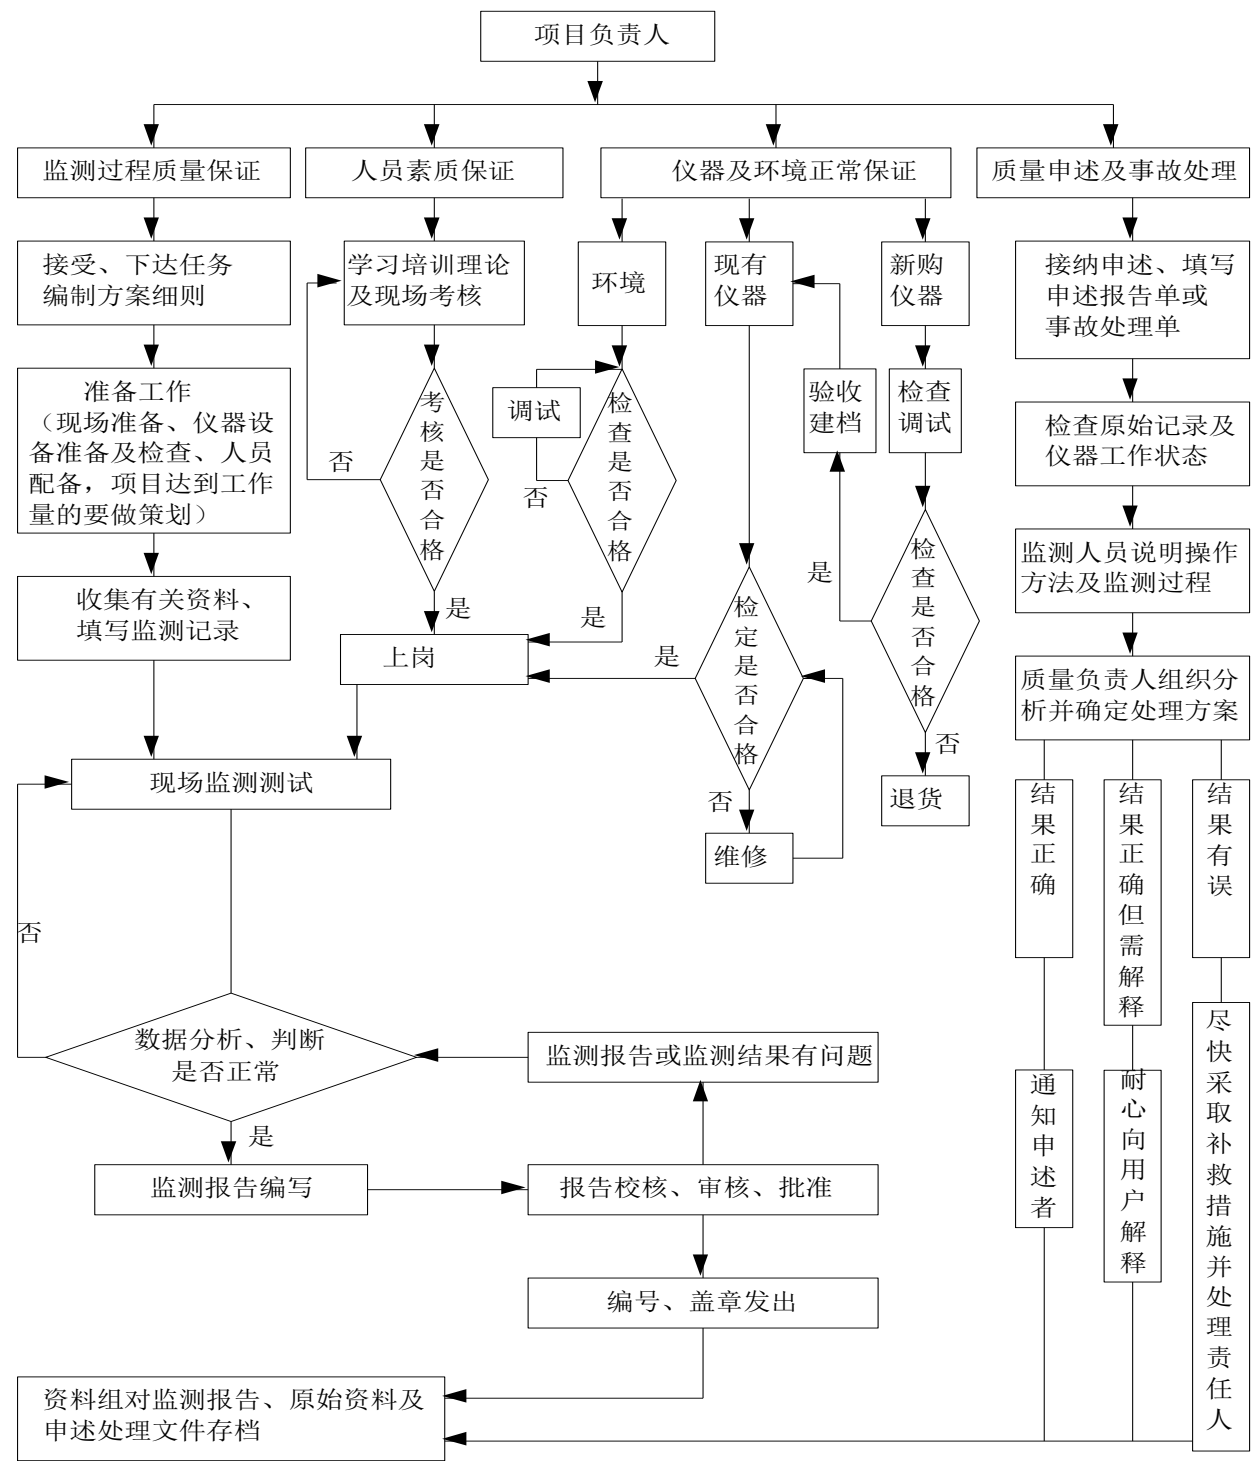 项目负责人
监测过程质量保证
人员素质保证
仪器及环境正常保证
质量申述及事故处理
接受、下达任务
编制方案细则
学习培训理论
及现场考核
环境
现有
仪器
新购
仪器
接纳申述、填写
申述报告单或
事故处理单
准备工作
（现场准备、仪器设
备准备及检查、人员
配备，项目达到工作
量的要做策划）
否
考核是否合格
调试
否
检查是否合格
验收
建档
检查
调试
检查原始记录及
仪器工作状态
是
检查是否合格
监测人员说明操作
方法及监测过程
收集有关资料、
填写监测记录
是
是
上岗
是
检定是否合格
否
退货
质量负责人组织分
析并确定处理方案
现场监测测试
否
维修
结果正确
结果正确但需解释
结果有误
否
数据分析、判断
是否正常
监测报告或监测结果有问题
通知申述者
耐心向用户解释
尽快采取补救措施并处理责任人
是
监测报告编写
报告校核、审核、批准
编号、盖章发出
资料组对监测报告、原始资料及
申述处理文件存档